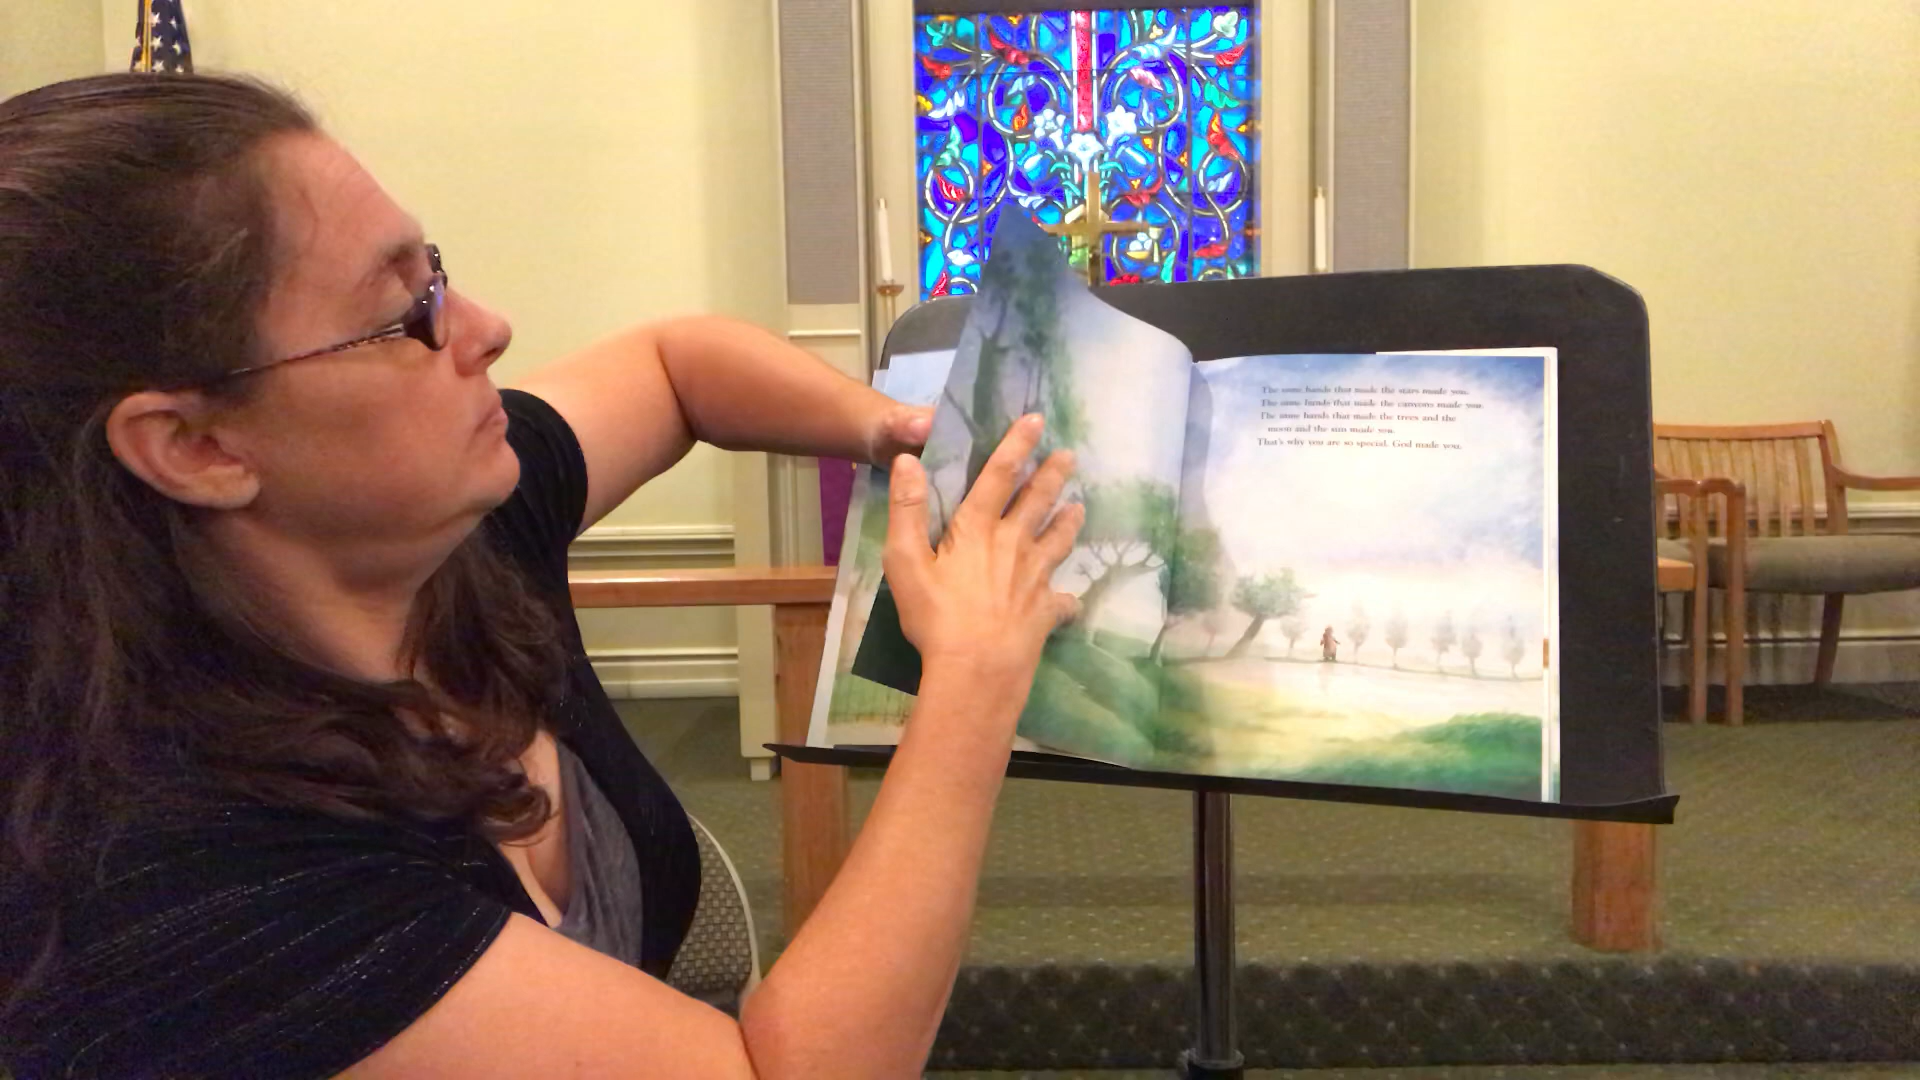 The same hands that made the stars made you.
The same hands that made the canyons made you.
The same hands that made the trees and the
moon and the sun made you.
That's why you are so special. God made you.